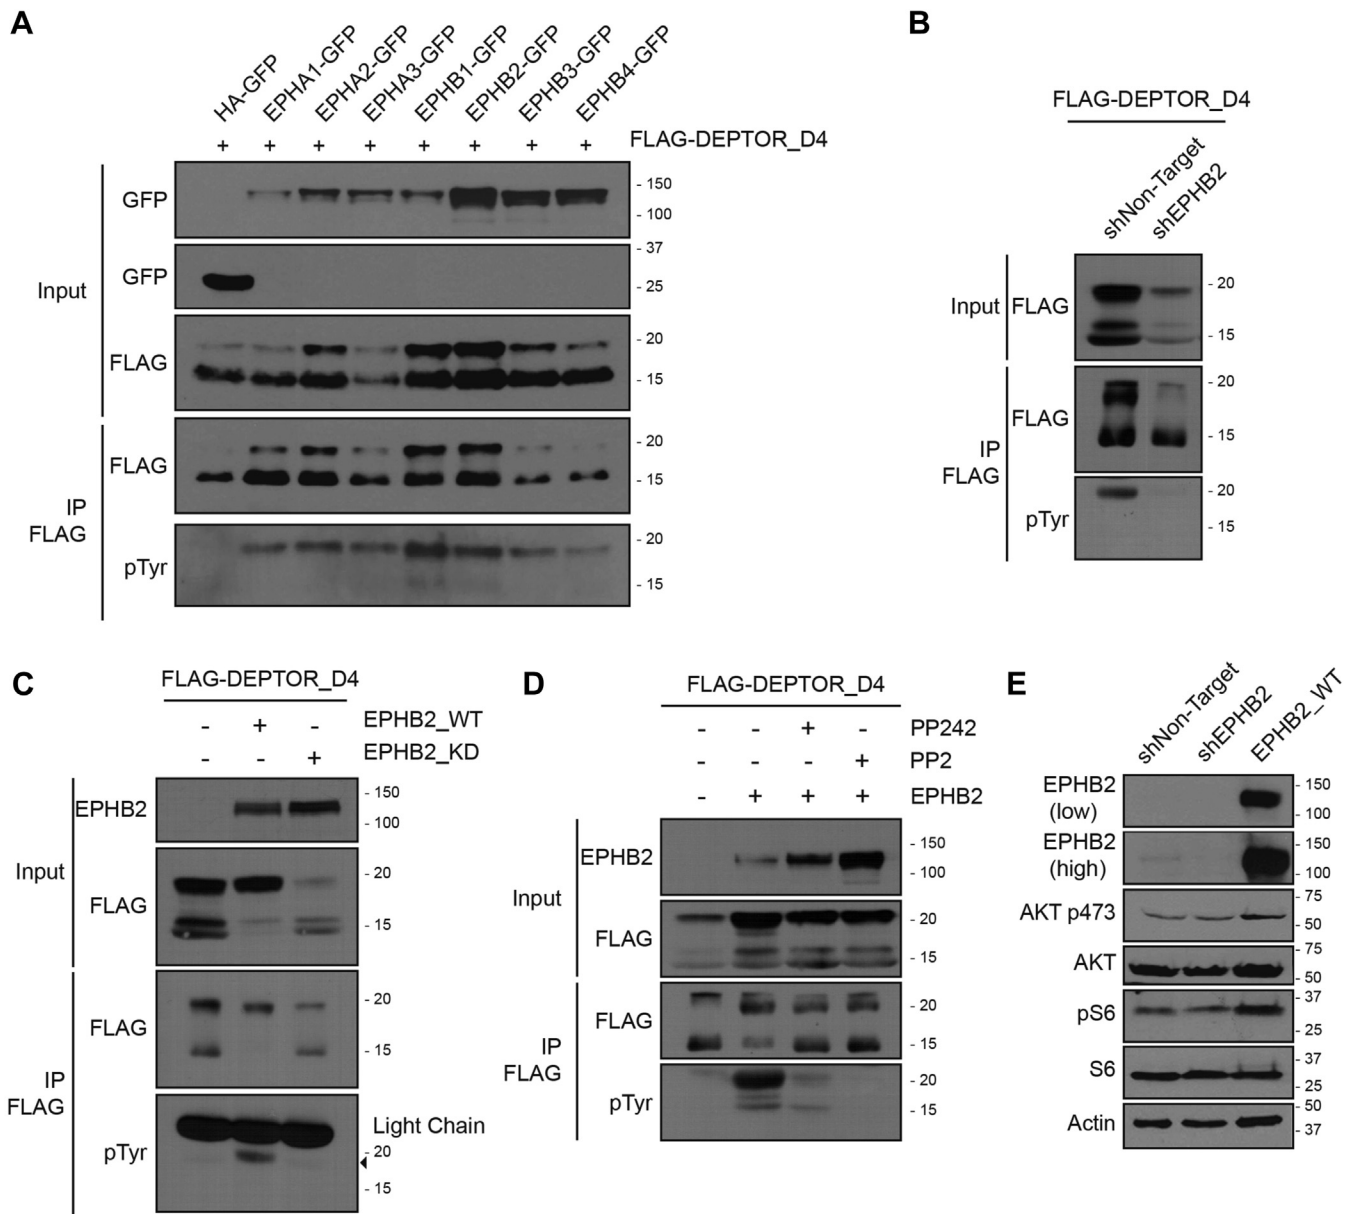 A
HA-GFP
EPHA1-GFP
EPHA2-GFP
EPHA3-GFP
EPHB1-GFP
EPHB2-GFP
EPHB3-GFP
EPHB4-GFP
+ + + + + + + + FLAG-DEPTOR_D4
Input
GFP
- 150
- 100
GFP
- 37
- 25
FLAG
- 20
- 15
IP
FLAG
FLAG
- 20
- 15
pTyr
- 20
- 15
B
FLAG-DEPTOR_D4
shNon-Target
shEPHB2
Input FLAG
- 20
- 15
IP
FLAG
FLAG
- 20
- 15
pTyr
- 20
- 15
C
FLAG-DEPTOR_D4
- + - EPHB2_WT
- - + EPHB2_KD
Input
EPHB2
- 150
- 100
FLAG
- 20
- 15
IP
FLAG
FLAG
- 20
- 15
pTyr
Light Chain
- 20
- 15
D
FLAG-DEPTOR_D4
- - + - PP242
- - - + PP2
- + + + EPHB2
Input
EPHB2
- 150
- 100
FLAG
- 20
- 15
IP
FLAG
FLAG
- 20
- 15
pTyr
- 20
- 15
E
shNon-Target
shEPHB2
EPHB2_WT
EPHB2
(low)
- 150
- 100
EPHB2
(high)
- 150
- 100
AKT p473
- 75
- 50
AKT
- 75
- 50
pS6
- 37
- 25
S6
- 37
- 25
Actin
- 50
- 37